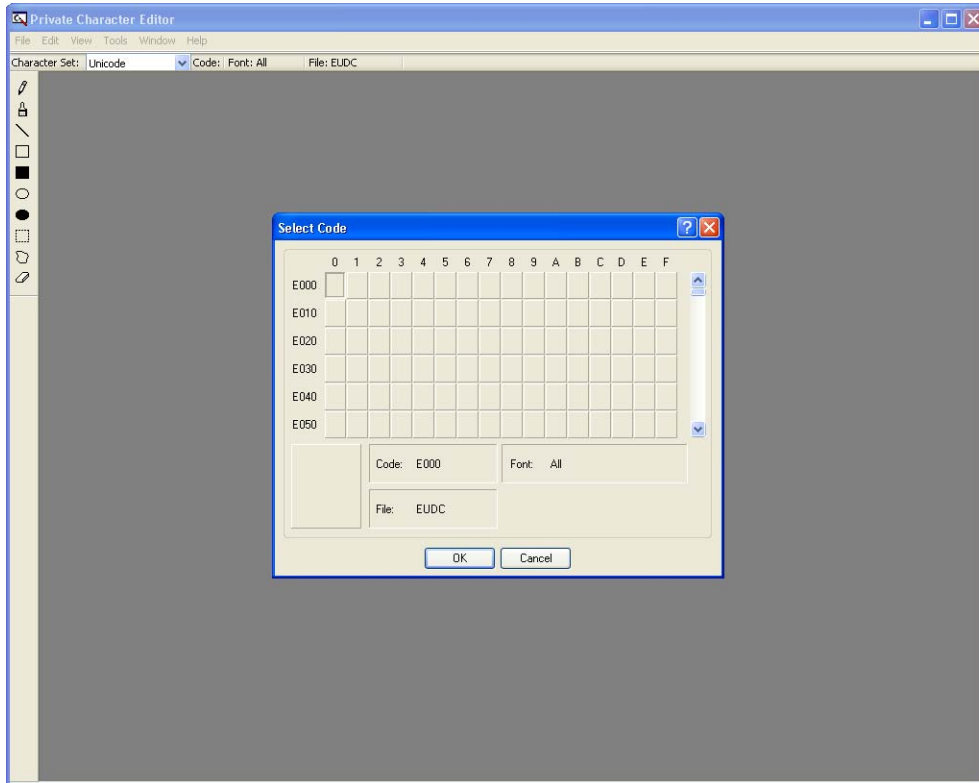 Private Character Editor
File Edit View Tools Window Help
Character Set: Unicode Code: Font: All File: EUDC
Select Code
0 1 2 3 4 5 6 7 8 9 A B C D E F
E000
E010
E020
E030
E040
E050
Code: E000 Font: All
File: EUDC
OK Cancel